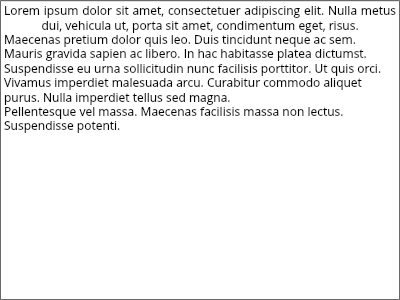 Lorem ipsum dolor sit amet, consectetuer adipiscing elit. Nulla metus
dui, vehicula ut, porta sit amet, condimentum eget, risus.
Maecenas pretium dolor quis leo. Duis tincidunt neque ac sem.
Mauris gravida sapien ac libero. In hac habitasse platea dictumst.
Suspendisse eu urna sollicitudin nunc facilisis porttitor. Ut quis orci.
Vivamus imperdiet malesuada arcu. Curabitur commodo aliquet
purus. Nulla imperdiet tellus sed magna.
Pellentesque vel massa. Maecenas facilisis massa non lectus.
Suspendisse potenti.